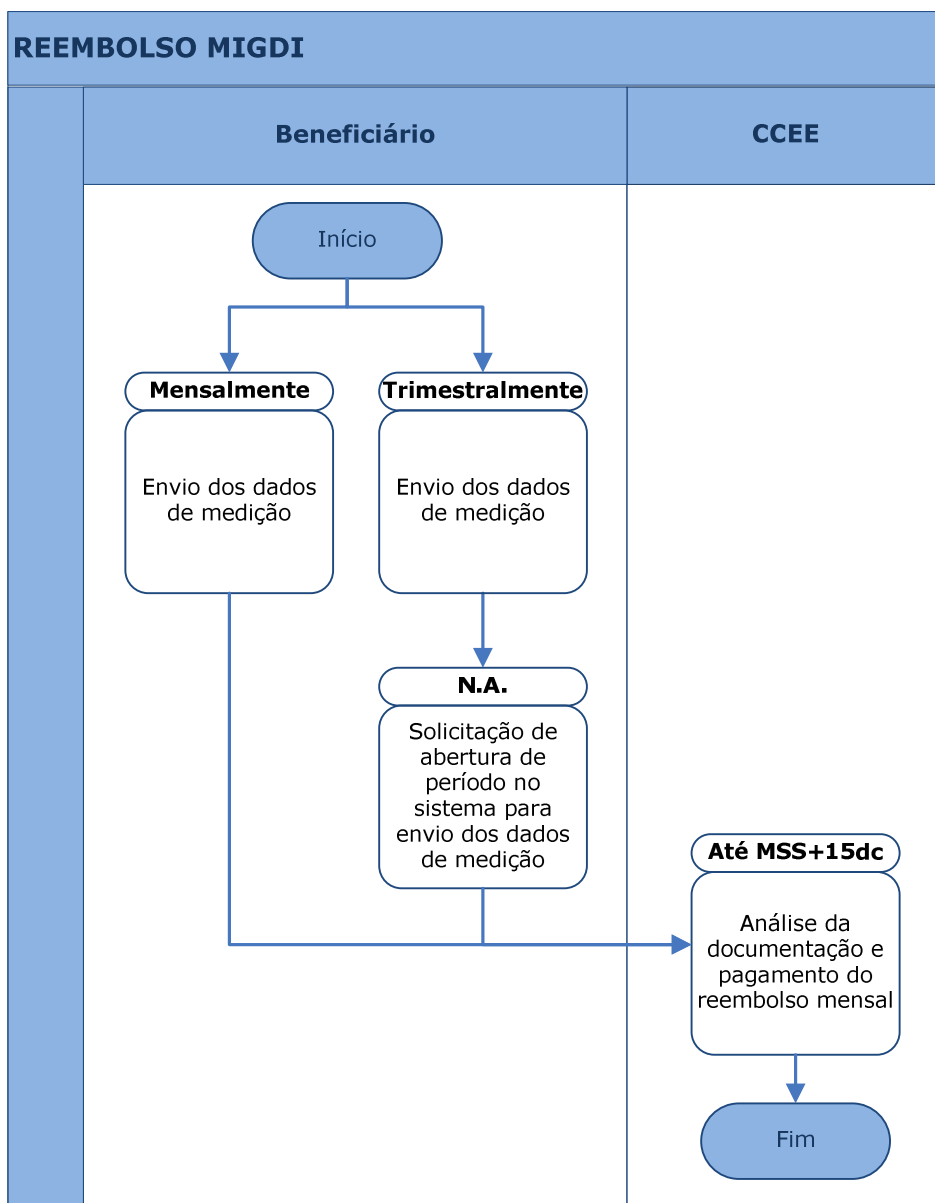 REEMBOLSO MIGDI
Beneficiário
CCEE
Início
Mensalmente
Envio dos dados
de medição
Trimestralmente
Envio dos dados
de medição
N.A.
Solicitação de
abertura de
período no
sistema para
envio dos dados
de medição
Até MSS+15dc
Análise da
documentação e
pagamento do
reembolso mensal
Fim